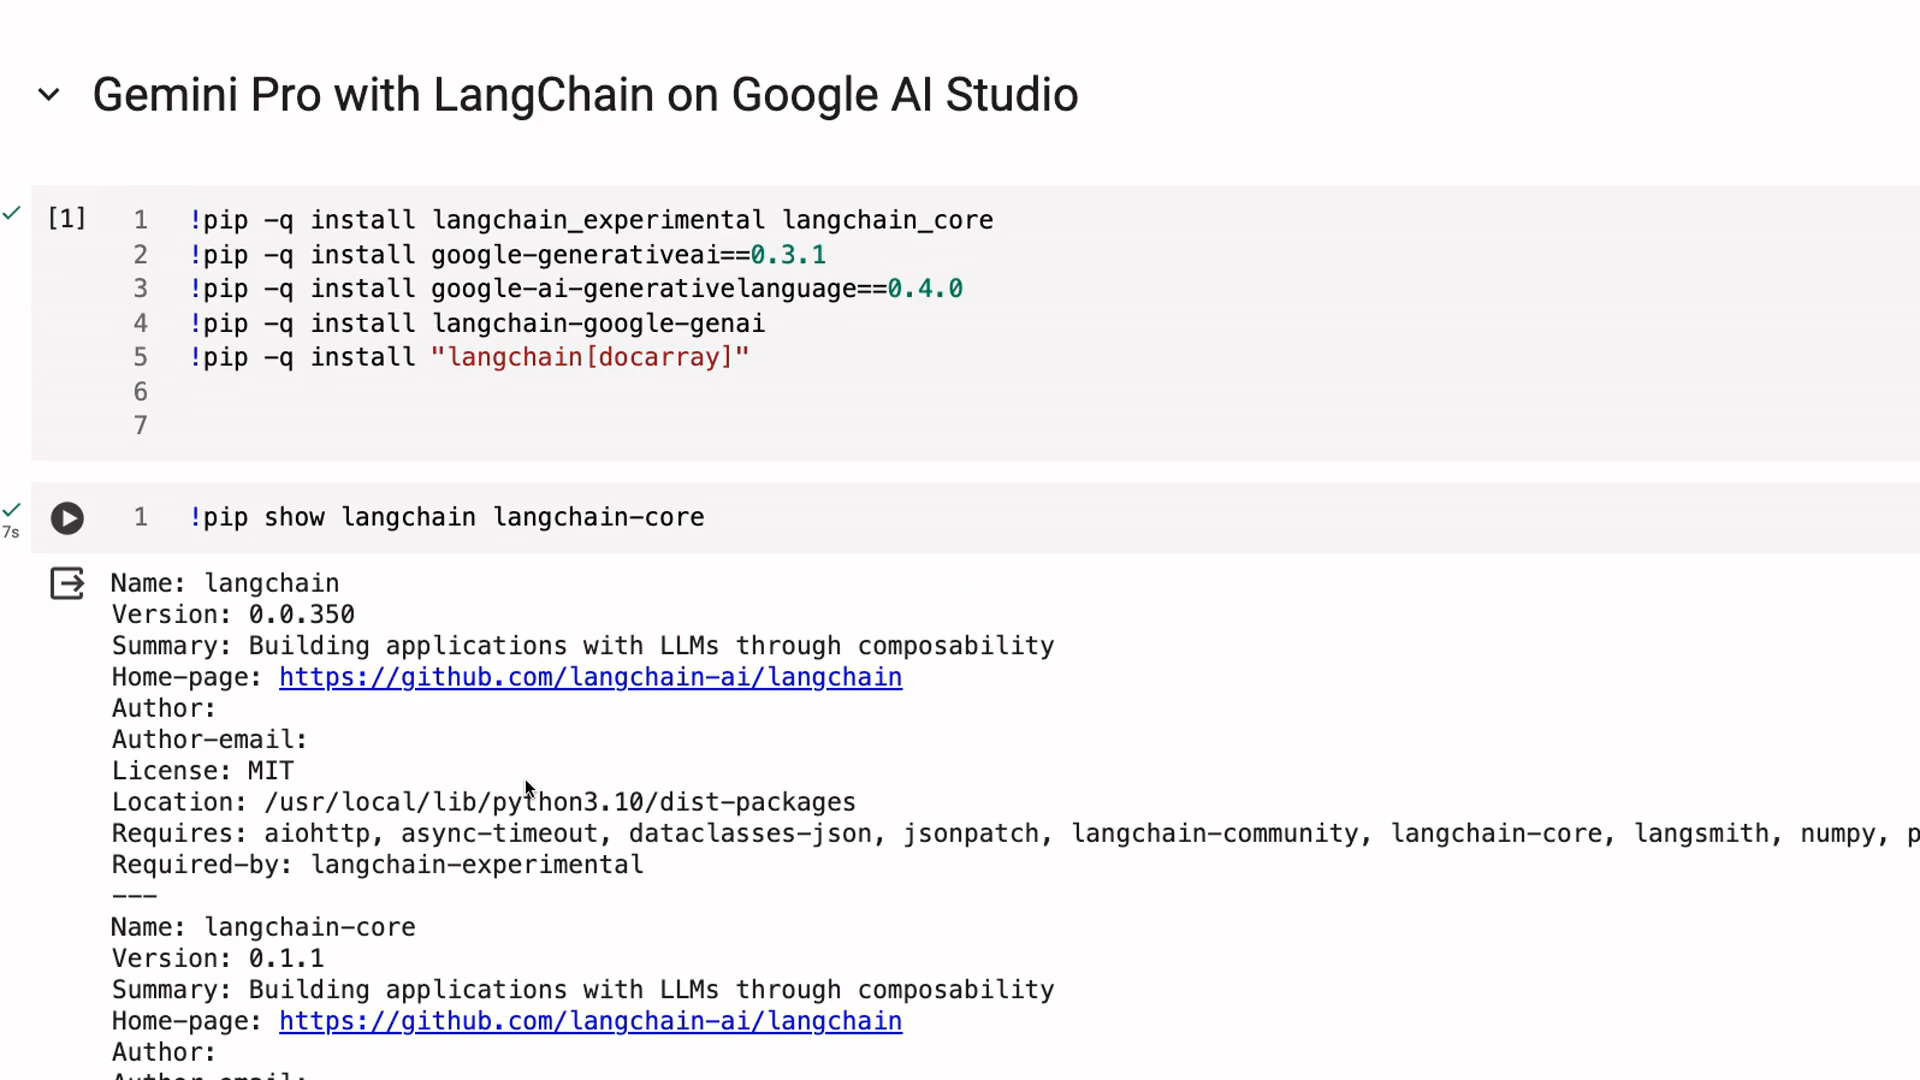 Gemini Pro with LangChain on Google AI Studio
[1] 1 !pip -q install langchain_experimental langchain_core
2 !pip -q install google-generativeai==0.3.1
3 !pip -q install google-ai-generativelanguage==0.4.0
4 !pip -q install langchain-google-genai
5 !pip -q install "langchain[docarray]"
6
7
7s 1 !pip show langchain langchain-core
Name: langchain
Version: 0.0.350
Summary: Building applications with LLMs through composability
Home-page: https://github.com/langchain-ai/langchain
Author:
Author-email:
License: MIT
Location: /usr/local/lib/python3.10/dist-packages
Requires: aiohttp, async-timeout, dataclasses-json, jsonpatch, langchain-community, langchain-core, langsmith, numpy, p
Required-by: langchain-experimental
---
Name: langchain-core
Version: 0.1.1
Summary: Building applications with LLMs through composability
Home-page: https://github.com/langchain-ai/langchain
Author:
Author-email: